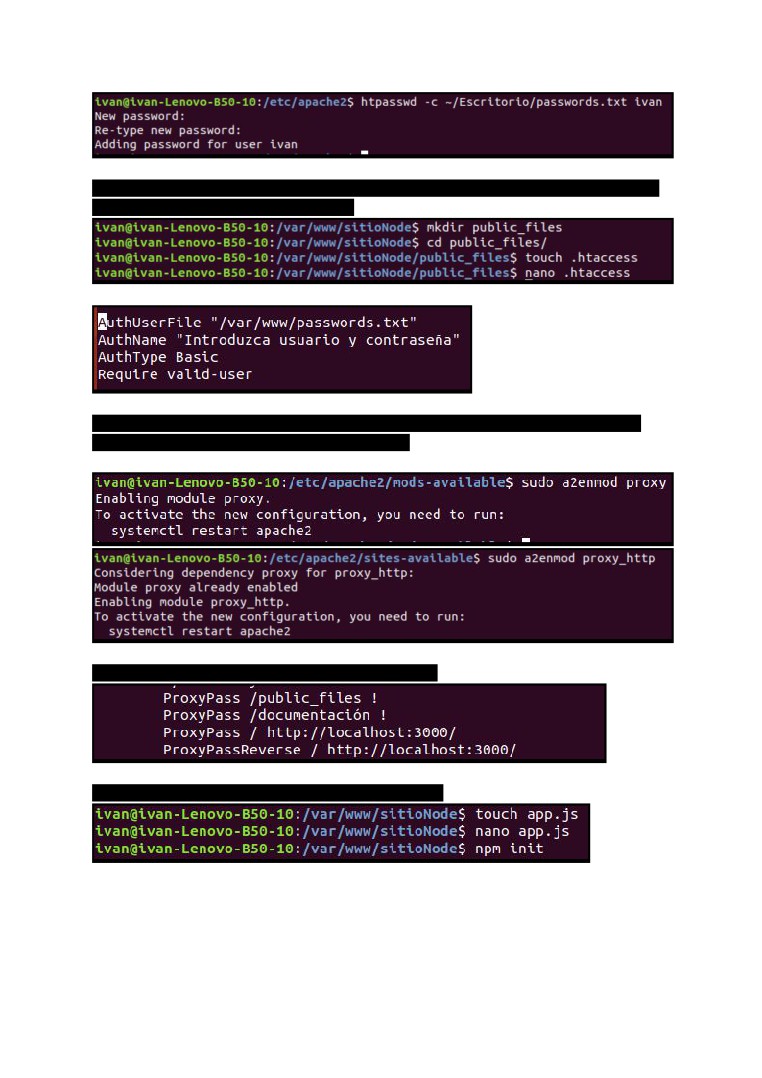 ivan@ivan-Lenovo-B50-10:/etc/apache2$ htpasswd -c ~/Escritorio/passwords.txt ivan
New password:
Re-type new password:
Adding password for user ivan
ivan@ivan-Lenovo-B50-10:/var/www/sitioNode$ mkdir public_files
ivan@ivan-Lenovo-B50-10:/var/www/sitioNode$ cd public_files/
ivan@ivan-Lenovo-B50-10:/var/www/sitioNode/public_files$ touch .htaccess
ivan@ivan-Lenovo-B50-10:/var/www/sitioNode/public_files$ nano .htaccess
AuthUserFile "/var/www/passwords.txt"
AuthName "Introduzca usuario y contraseña"
AuthType Basic
Require valid-user
ivan@ivan-Lenovo-B50-10:/etc/apache2/mods-available$ sudo a2enmod proxy
Enabling module proxy.
To activate the new configuration, you need to run:
  systemctl restart apache2
ivan@ivan-Lenovo-B50-10:/etc/apache2/sites-available$ sudo a2enmod proxy_http
Considering dependency proxy for proxy_http:
Module proxy already enabled
Enabling module proxy_http.
To activate the new configuration, you need to run:
  systemctl restart apache2
ProxyPass /public_files !
ProxyPass /documentación !
ProxyPass / http://localhost:3000/
ProxyPassReverse / http://localhost:3000/
ivan@ivan-Lenovo-B50-10:/var/www/sitioNode$ touch app.js
ivan@ivan-Lenovo-B50-10:/var/www/sitioNode$ nano app.js
ivan@ivan-Lenovo-B50-10:/var/www/sitioNode$ npm init